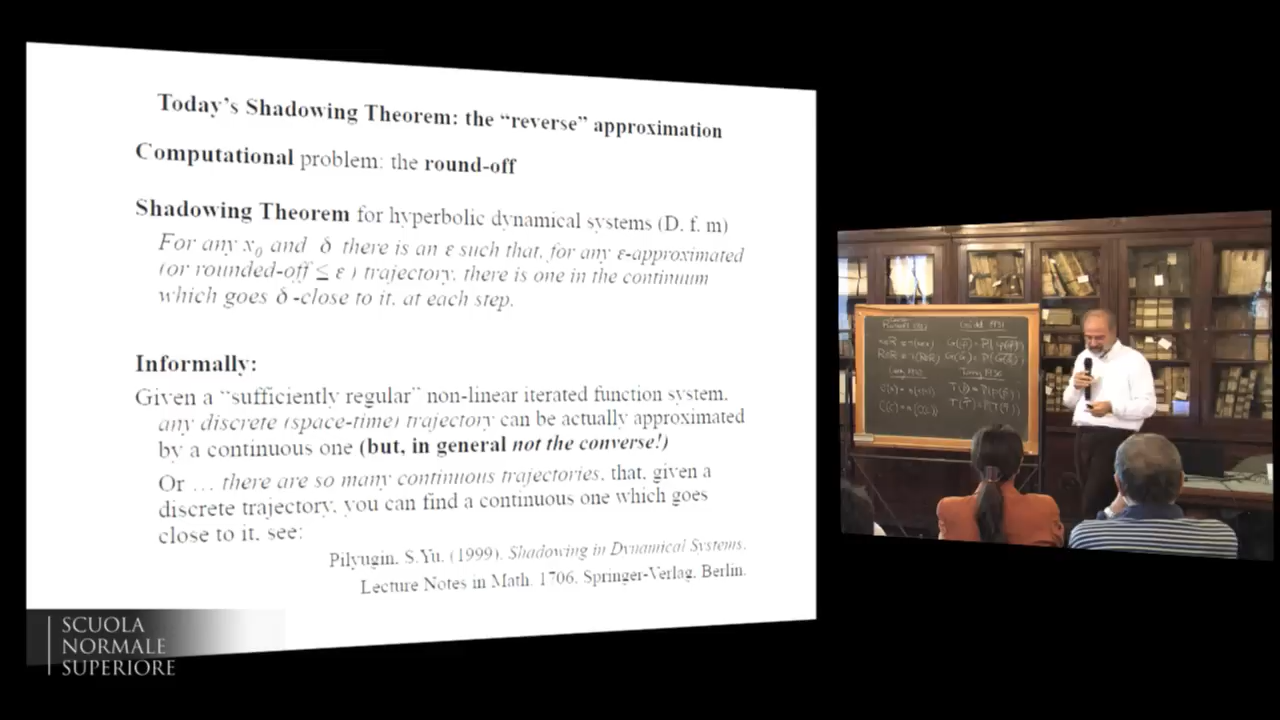 Today's Shadowing Theorem: the "reverse" approximation
Computational problem: the round-off
Shadowing Theorem for hyperbolic dynamical systems (D. f. m)
For any x₀ and δ there is an ε such that, for any ε-approximated
(or rounded-off ≤ ε ) trajectory, there is one in the continuum
which goes δ -close to it, at each step.
Informally:
Given a "sufficiently regular" non-linear iterated function system,
any discrete (space-time) trajectory can be actually approximated
by a continuous one (but, in general not the converse!)
Or … there are so many continuous trajectories, that, given a
discrete trajectory, you can find a continuous one which goes
close to it, see:
Pilyugin, S.Yu. (1999), Shadowing in Dynamical Systems,
Lecture Notes in Math. 1706, Springer-Verlag, Berlin.
SCUOLA
NORMALE
SUPERIORE